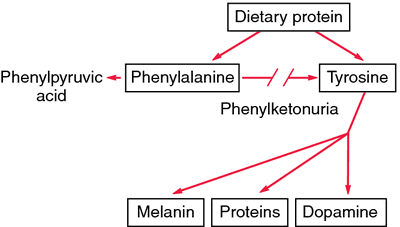 Dietary protein
Phenylpyruvic
acid
Phenylalanine
Tyrosine
Phenylketonuria
Melanin
Proteins
Dopamine